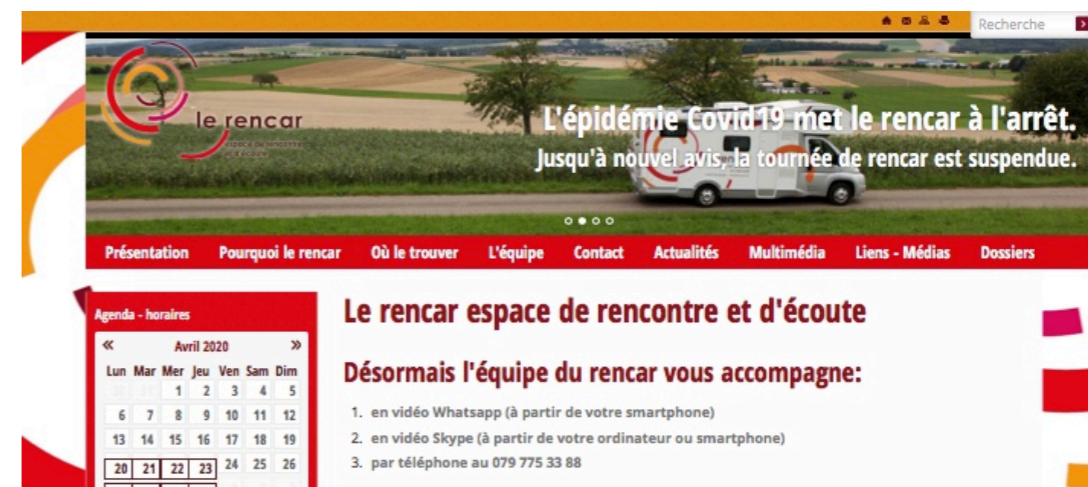 Recherche
le rencar
espace de rencontre
et d'écoute
L'épidémie Covid19 met le rencar à l'arrêt.
Jusqu'à nouvel avis, la tournée de rencar est suspendue.
Présentation Pourquoi le rencar Où le trouver L'équipe Contact Actualités Multimédia Liens - Médias Dossiers
Agenda - horaires
« Avril 2020 »
Lun Mar Mer Jeu Ven Sam Dim
1 2 3 4 5
6 7 8 9 10 11 12
13 14 15 16 17 18 19
20 21 22 23 24 25 26
Le rencar espace de rencontre et d'écoute
Désormais l'équipe du rencar vous accompagne:
1. en vidéo Whatsapp (à partir de votre smartphone)
2. en vidéo Skype (à partir de votre ordinateur ou smartphone)
3. par téléphone au 079 775 33 88